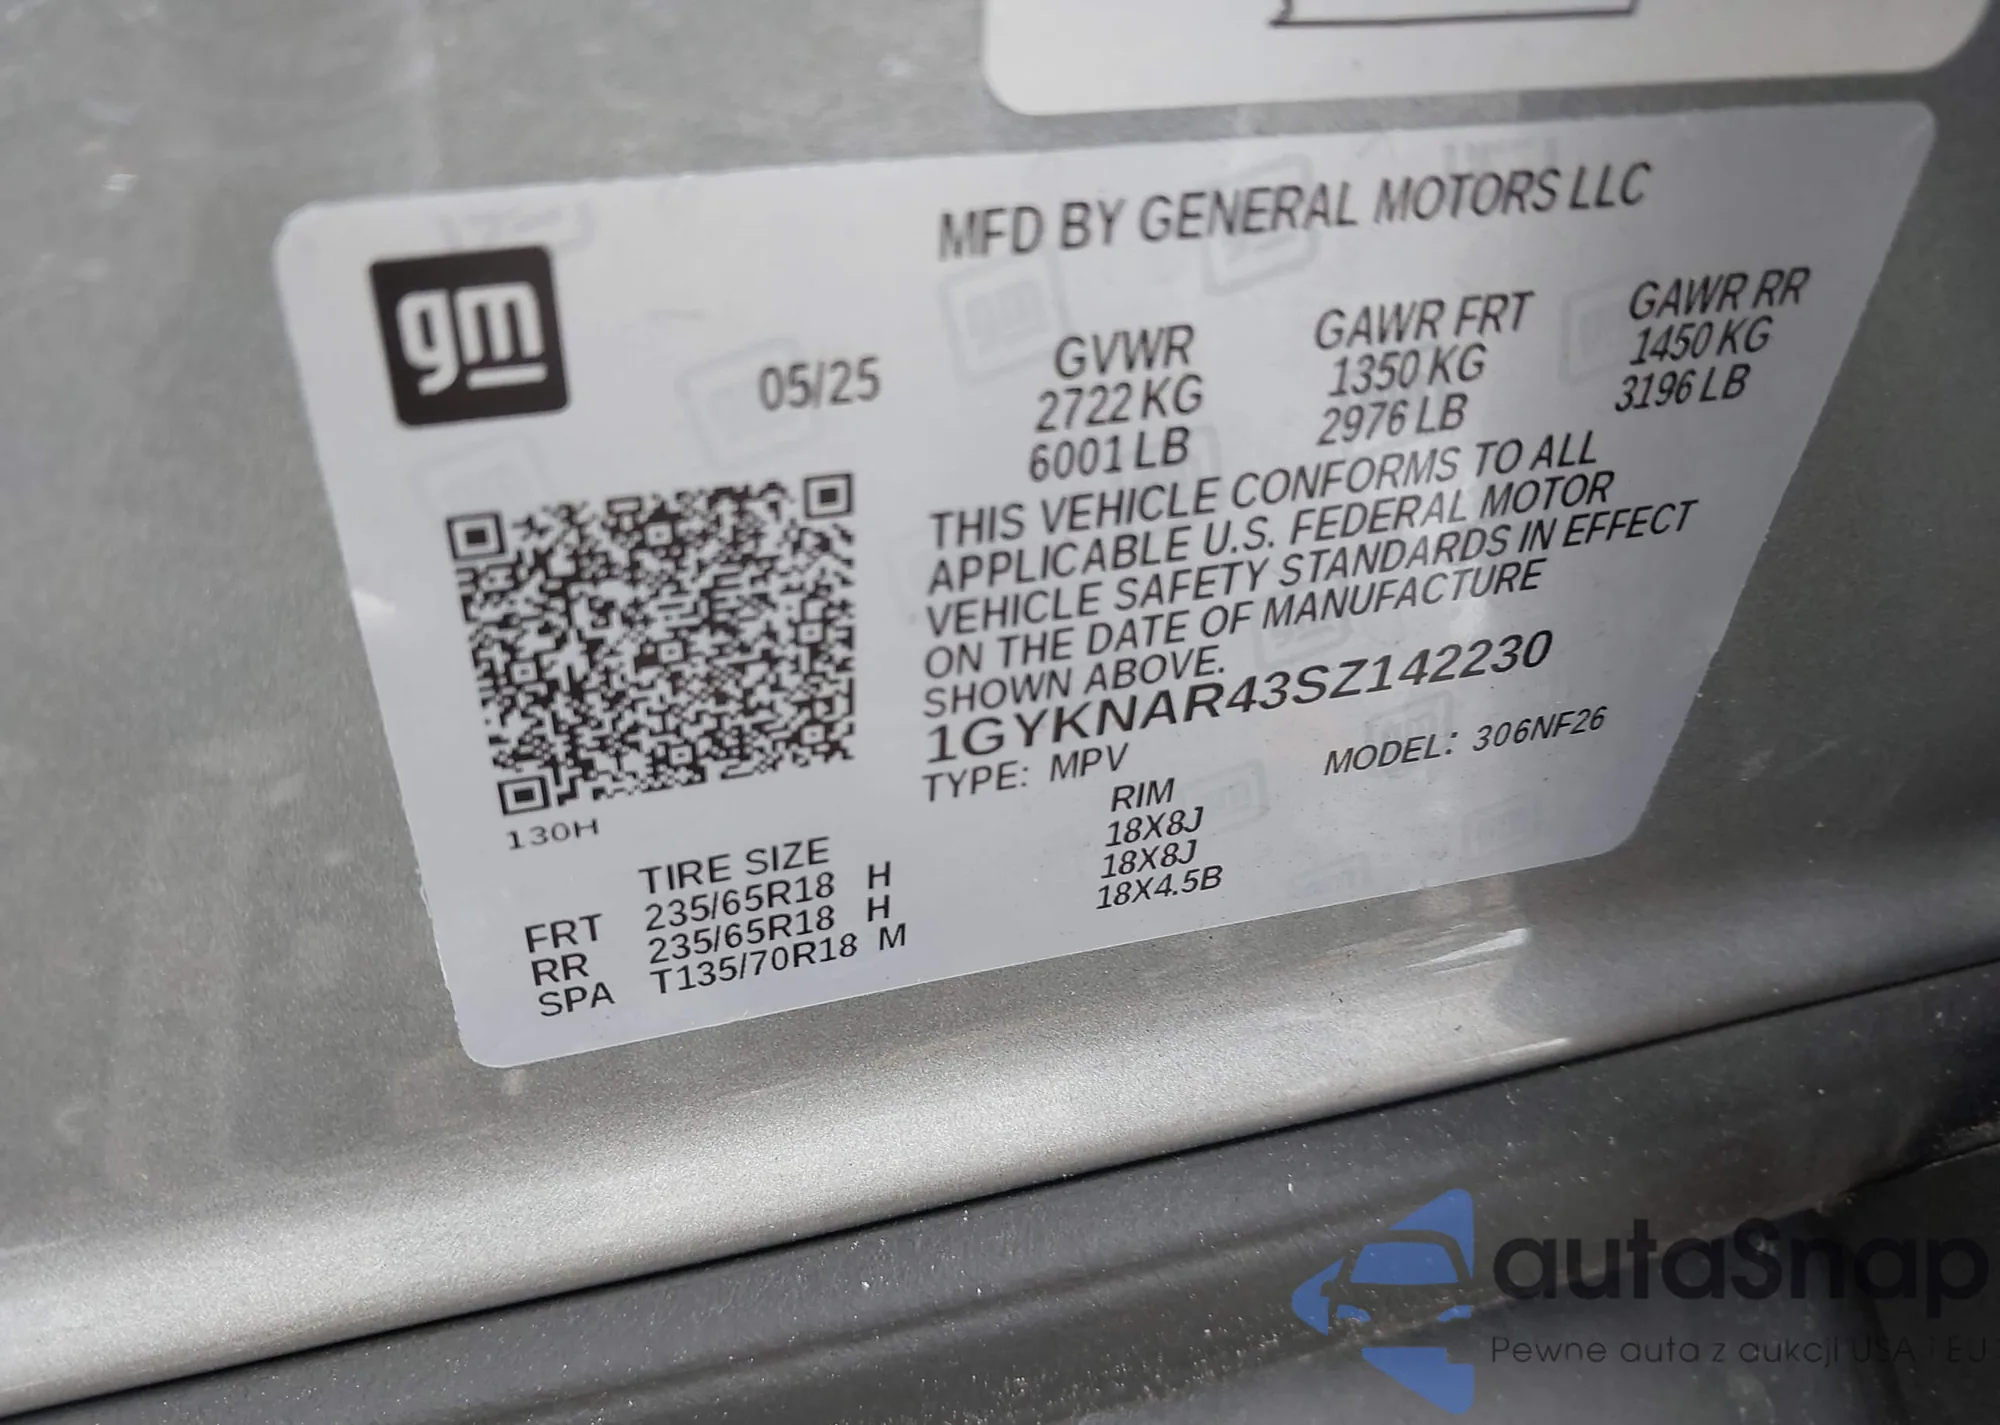 gm
05/25
MFD BY GENERAL MOTORS LLC
GVWR GAWR FRT GAWR RR
2722 KG 1350 KG 1450 KG
6001 LB 2976 LB 3196 LB
THIS VEHICLE CONFORMS TO ALL
APPLICABLE U.S. FEDERAL MOTOR
VEHICLE SAFETY STANDARDS IN EFFECT
ON THE DATE OF MANUFACTURE
SHOWN ABOVE.
1GYKNAR43SZ142230
TYPE: MPV MODEL: 306NF26
130H
TIRE SIZE RIM
FRT 235/65R18 H 18X8J
RR 235/65R18 H 18X8J
SPA T135/70R18 M 18X4.5B
autaSnap
Pewne auta z aukcji USA i EU